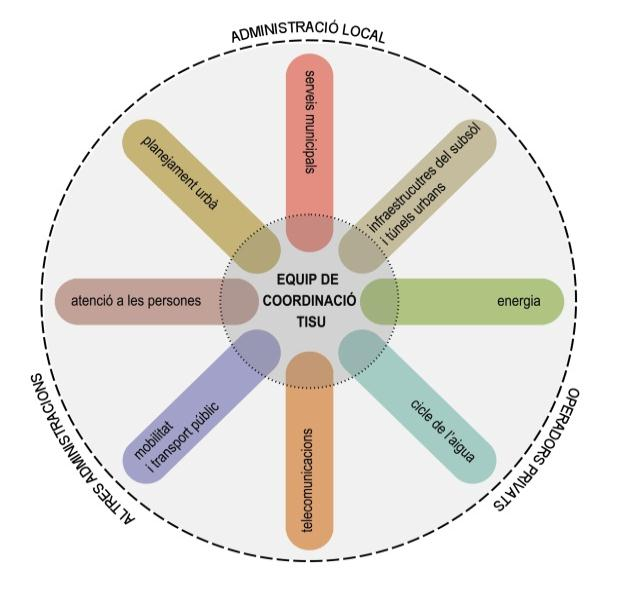 ADMINISTRACIÓ LOCAL
serveis municipals
planejament urbà
infraestrucutres del subsòl
i túnels urbans
EQUIP DE
COORDINACIÓ
TISU
atenció a les persones
energia
mobilitat
i transport públic
cicle de l'aigua
telecomunicacions
ALTRES ADMINISTRACIONS
OPERADORS PRIVATS